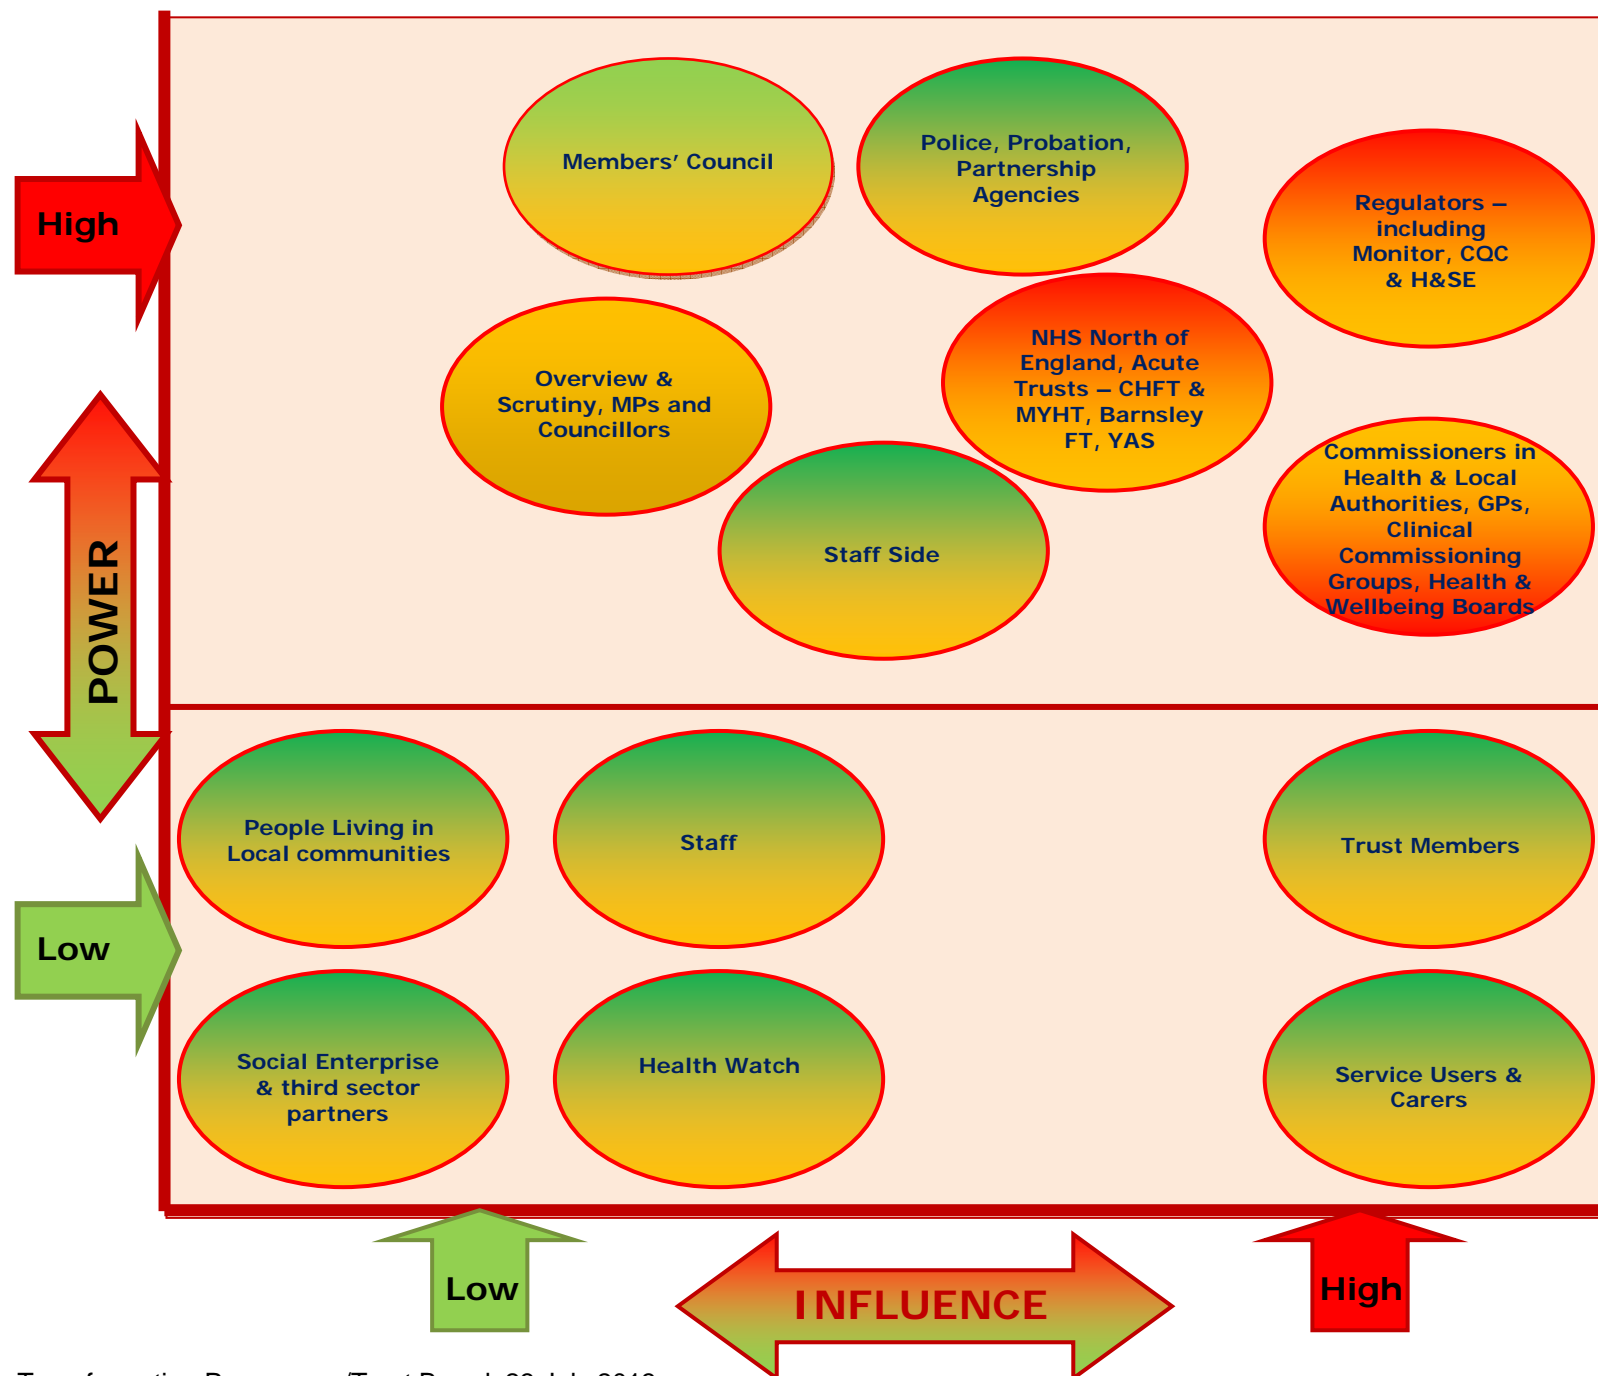 Members’ Council
Police, Probation,
Partnership
Agencies
Regulators –
including
Monitor, CQC
& H&SE
High
NHS North of
England, Acute
Trusts – CHFT &
MYHT, Barnsley
FT, YAS
Overview &
Scrutiny, MPs and
Councillors
Commissioners in
Health & Local
Authorities, GPs,
Clinical
Commissioning
Groups, Health &
Wellbeing Boards
Staff Side
POWER
People Living in
Local communities
Staff
Trust Members
Low
Social Enterprise
& third sector
partners
Health Watch
Service Users &
Carers
Low
INFLUENCE
High